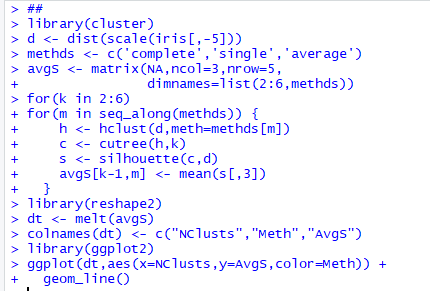 > ##
> library(cluster)
> d <- dist(scale(iris[,-5]))
> methds <- c('complete','single','average')
> avgS <- matrix(NA,ncol=3,nrow=5,
+                dimnames=list(2:6,methds))
> for(k in 2:6)
+ for(m in seq_along(methds)) {
+     h <- hclust(d,meth=methds[m])
+     c <- cutree(h,k)
+     s <- silhouette(c,d)
+     avgS[k-1,m] <- mean(s[,3])
+   }
> library(reshape2)
> dt <- melt(avgS)
> colnames(dt) <- c("NClusts","Meth","AvgS")
> library(ggplot2)
> ggplot(dt,aes(x=NClusts,y=AvgS,color=Meth)) +
+   geom_line()